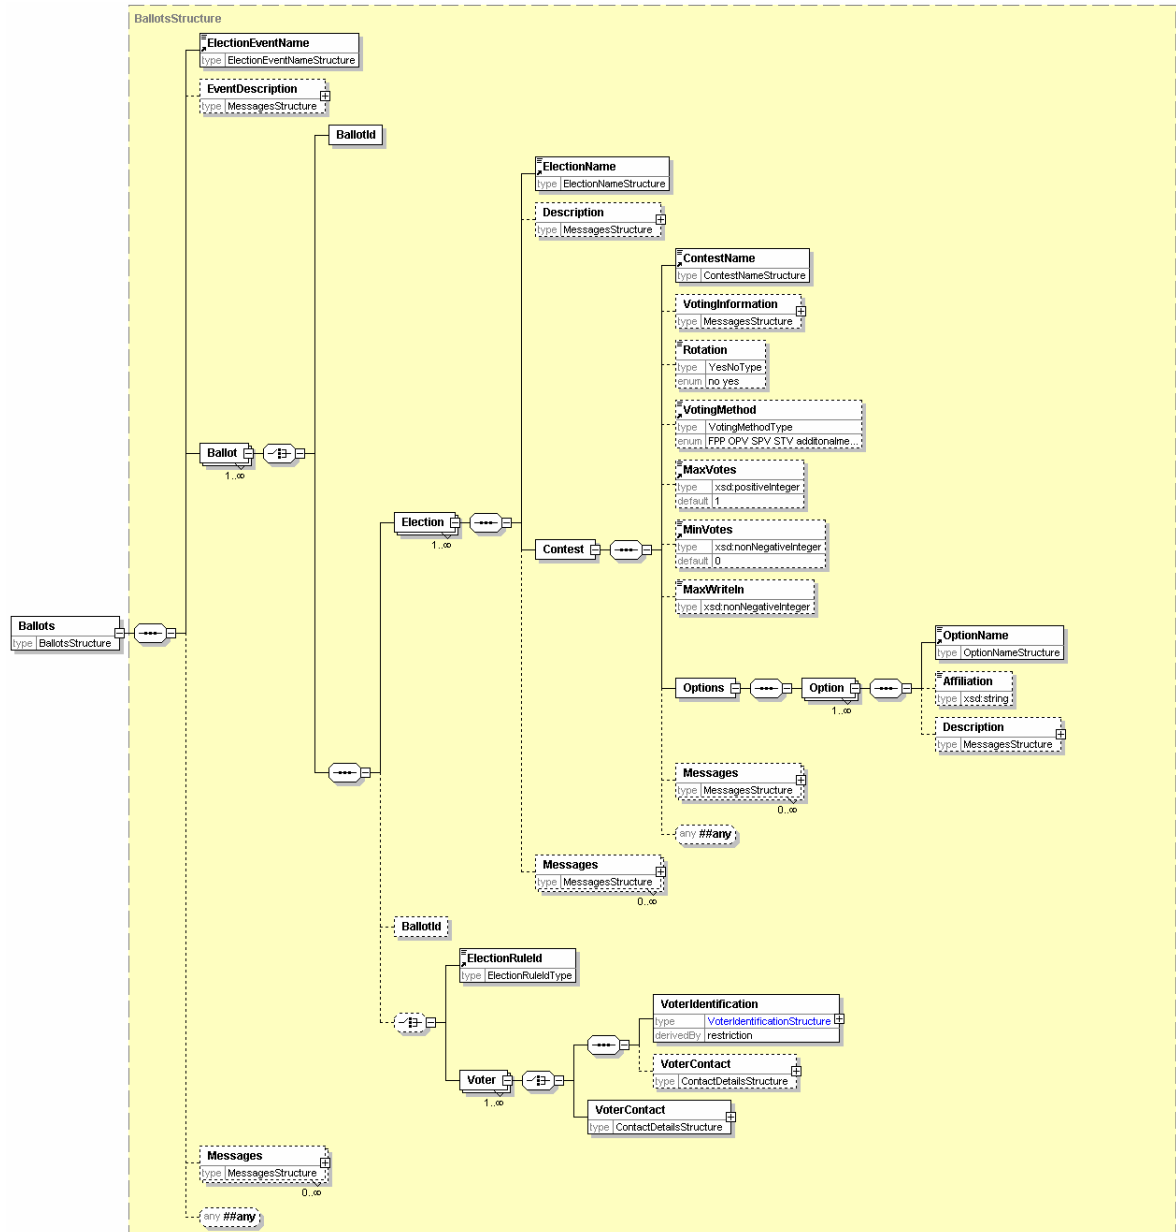 BallotsStructure
ElectionEventName
type ElectionEventNameStructure
EventDescription
type MessagesStructure
BallotId
ElectionName
type ElectionNameStructure
Description
type MessagesStructure
ContestName
type ContestNameStructure
VotingInformation
type MessagesStructure
Rotation
type YesNoType
enum no yes
VotingMethod
type VotingMethodType
enum FPP OPV SPV STV additonalme...
Ballot
1..∞
MaxVotes
type xsd:positiveInteger
default 1
Election
1..∞
MinVotes
type xsd:nonNegativeInteger
default 0
Contest
MaxWriteIn
type xsd:nonNegativeInteger
Ballots
type BallotsStructure
OptionName
type OptionNameStructure
Options
Option
1..∞
Affiliation
type xsd:string
Description
type MessagesStructure
Messages
type MessagesStructure
0..∞
any ##any
Messages
type MessagesStructure
0..∞
BallotId
ElectionRuleId
type ElectionRuleIdType
VoterIdentification
type VoterIdentificationStructure
derivedBy restriction
VoterContact
type ContactDetailsStructure
Voter
1..∞
VoterContact
type ContactDetailsStructure
Messages
type MessagesStructure
0..∞
any ##any